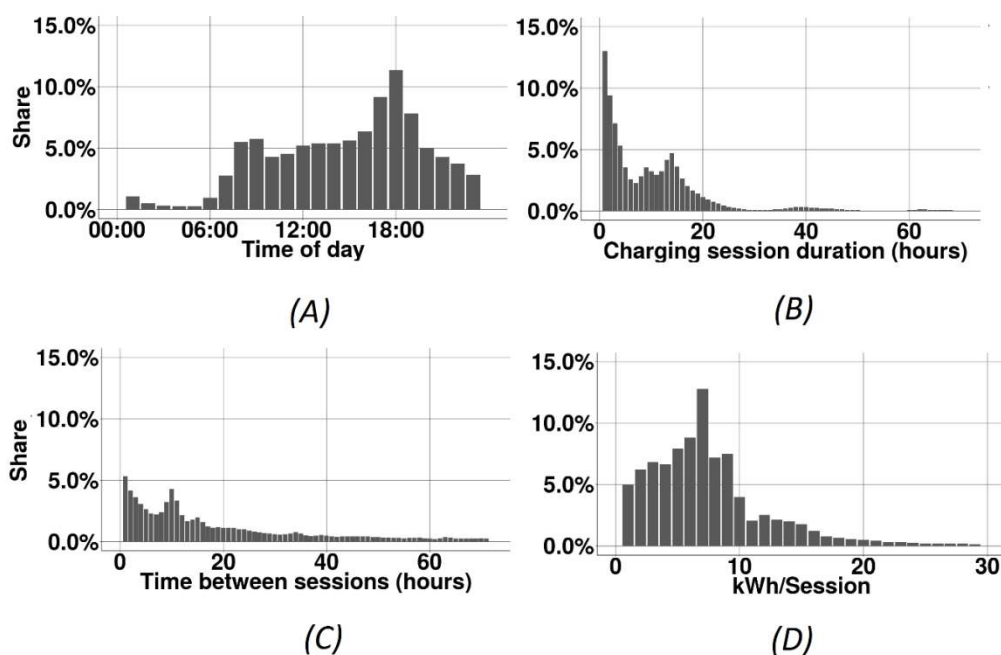 15.0%
10.0%
5.0%
0.0%
Share
00:00 06:00 12:00 18:00
Time of day
(A)
15.0%
10.0%
5.0%
0.0%
0 20 40 60
Charging session duration (hours)
(B)
15.0%
10.0%
5.0%
0.0%
Share
0 20 40 60
Time between sessions (hours)
(C)
15.0%
10.0%
5.0%
0.0%
0 10 20 30
kWh/Session
(D)